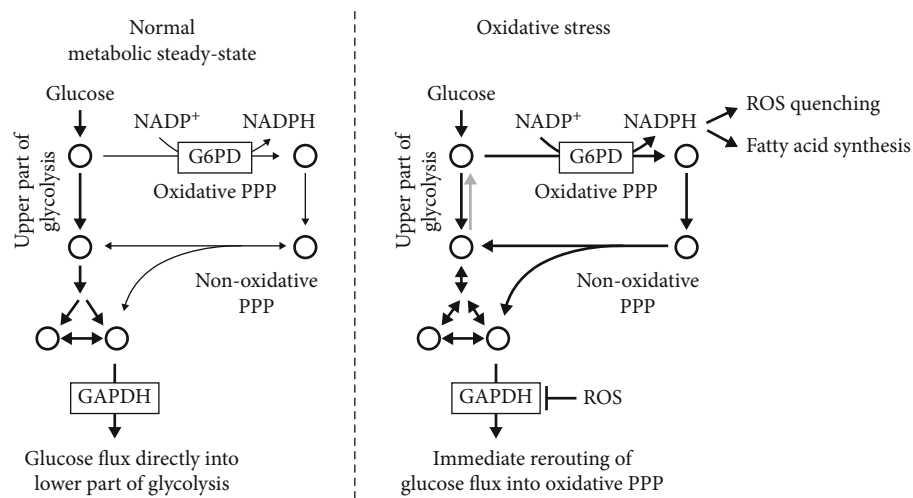 Normal
metabolic steady-state
Glucose
NADP+
NADPH
G6PD
Oxidative PPP
Upper part of
glycolysis
Non-oxidative
PPP
GAPDH
Glucose flux directly into
lower part of glycolysis
Oxidative stress
Glucose
NADP+
NADPH
ROS quenching
Fatty acid synthesis
G6PD
Oxidative PPP
Upper part of
glycolysis
Non-oxidative
PPP
GAPDH
ROS
Immediate rerouting of
glucose flux into oxidative PPP